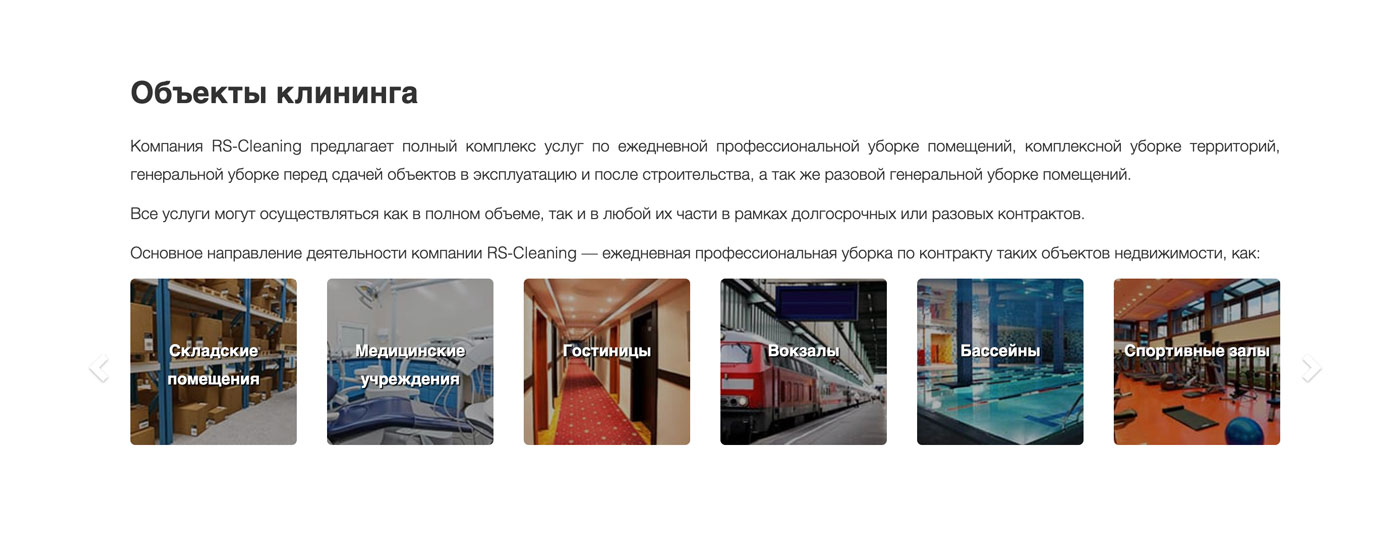 Объекты клининга
Компания RS-Cleaning предлагает полный комплекс услуг по ежедневной профессиональной уборке помещений, комплексной уборке территорий,
генеральной уборке перед сдачей объектов в эксплуатацию и после строительства, а так же разовой генеральной уборке помещений.
Все услуги могут осуществляться как в полном объеме, так и в любой их части в рамках долгосрочных или разовых контрактов.
Основное направление деятельности компании RS-Cleaning — ежедневная профессиональная уборка по контракту таких объектов недвижимости, как:
Складские
помещения
Медицинские
учреждения
Гостиницы
Вокзалы
Бассейны
Спортивные залы